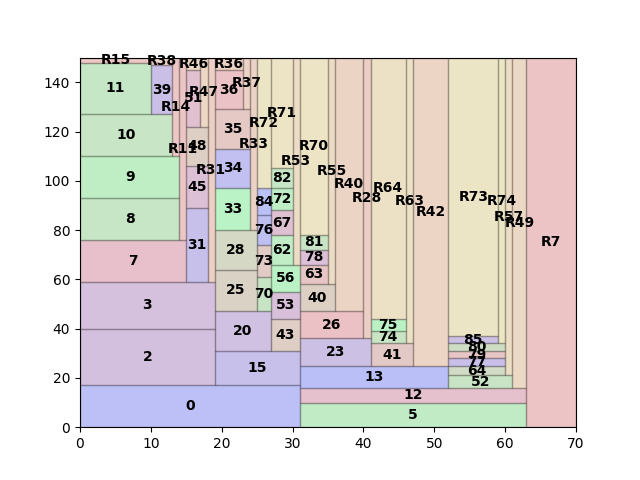 R15 R38 R46 R36
140
11 39 51 R47 36 R37
R14 R71
120 R72
10 35
R11 48 R33 R70
R53
100 34
9 R31 R55
45 82 R40 R64
33 84 72 R28 R63 R73 R74
80 8 67 R42 R57
76 R49
31 28 62 81 R7
7 73 78
60 56 63
25 70
3 53 40
40 20 43 26 75
74 85
2 23 41 80
79
15 77
20 13 64
52
0 12
5
0
0 10 20 30 40 50 60 70